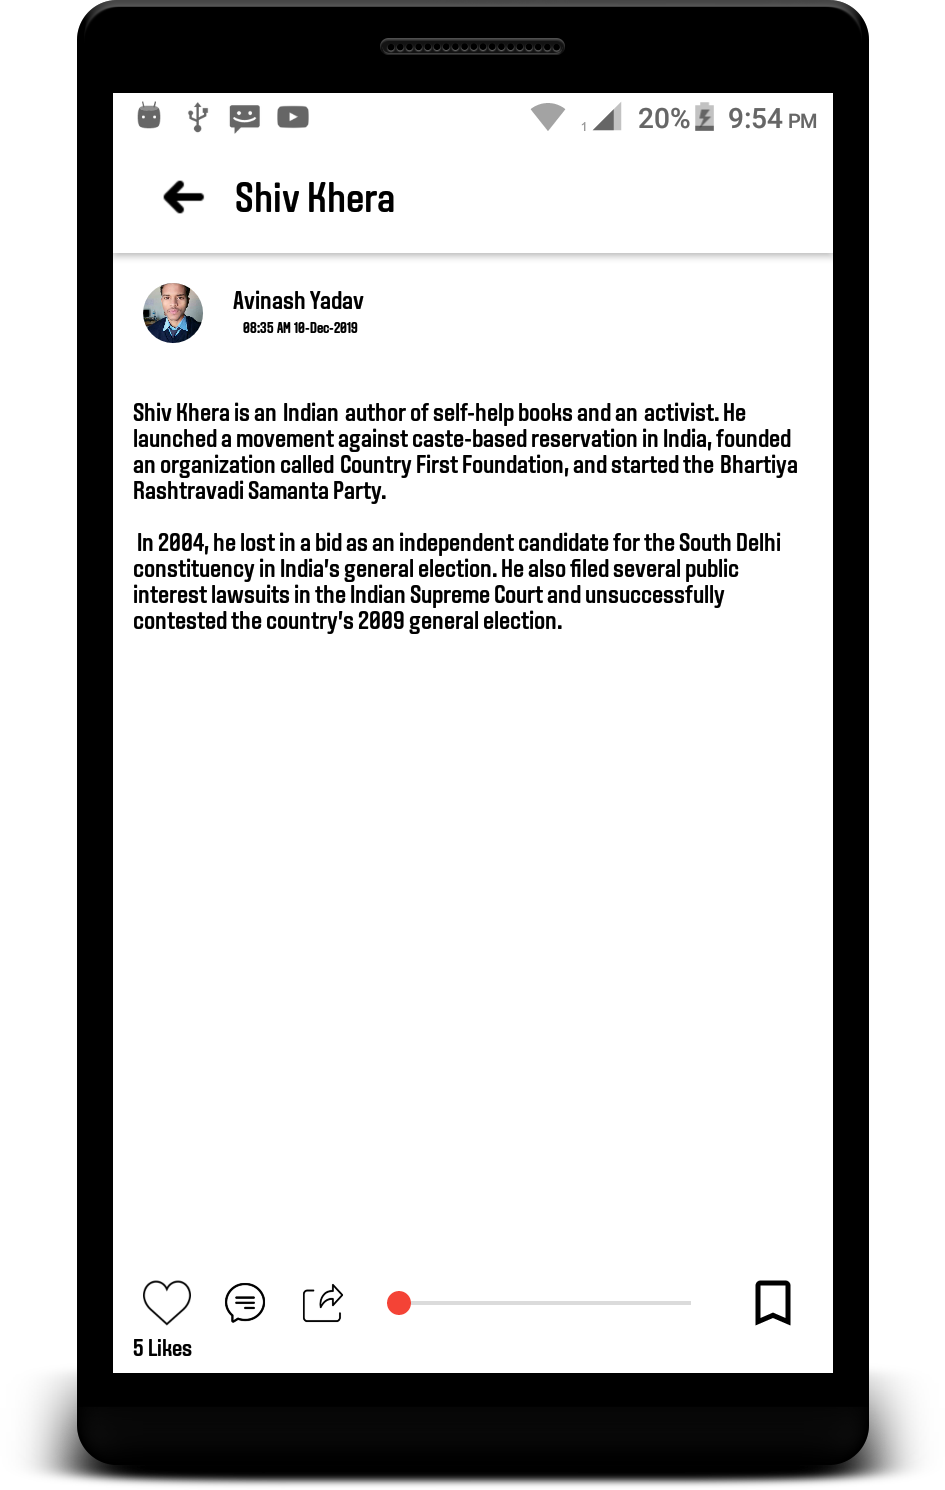 1 20% 9:54 PM
Shiv Khera
Avinash Yadav
08:35 AM 10-Dec-2019
Shiv Khera is an Indian author of self-help books and an activist. He
launched a movement against caste-based reservation in India, founded
an organization called Country First Foundation, and started the Bhartiya
Rashtravadi Samanta Party.
In 2004, he lost in a bid as an independent candidate for the South Delhi
constituency in India's general election. He also filed several public
interest lawsuits in the Indian Supreme Court and unsuccessfully
contested the country's 2009 general election.
5 Likes